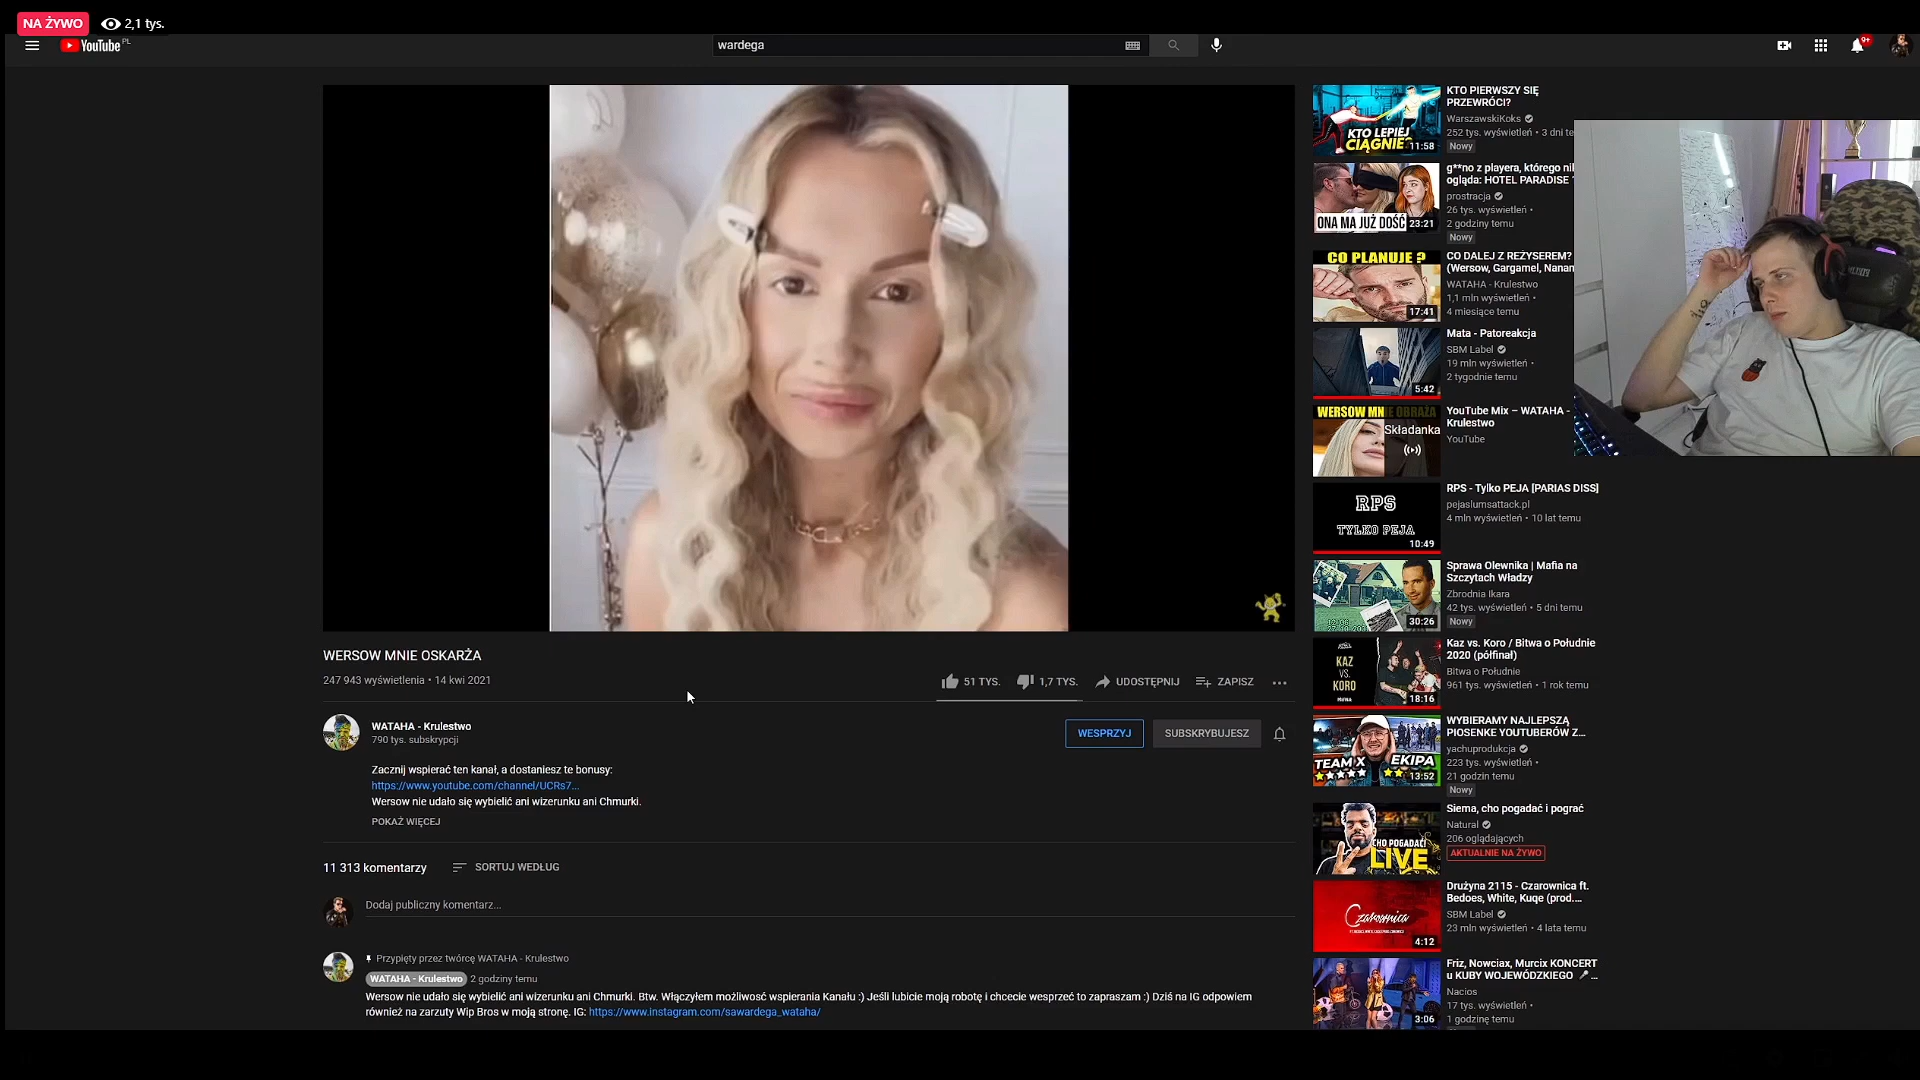 NA ŻYWO
2,1 tys.
YouTube PL
wardega
9+
WERSOW MNIE OSKARŻA
247 943 wyświetlenia • 14 kwi 2021
51 TYS.
1,7 TYS.
UDOSTĘPNIJ
ZAPISZ
WATAHA - Krulestwo
790 tys. subskrypcji
WESPRZYJ
SUBSKRYBUJESZ
Zacznij wspierać ten kanał, a dostaniesz te bonusy:
https://www.youtube.com/channel/UCRs7...
Wersow nie udało się wybielić ani wizerunku ani Chmurki.
POKAŻ WIĘCEJ
11 313 komentarzy
SORTUJ WEDŁUG
Dodaj publiczny komentarz...
Przypięty przez twórcę WATAHA - Krulestwo
WATAHA - Krulestwo 2 godziny temu
Wersow nie udało się wybielić ani wizerunku ani Chmurki. Btw. Włączyłem możliwosć wspierania Kanału :) Jeśli lubicie moją robotę i chcecie wesprzeć to zapraszam :) Dziś na IG odpowiem
również na zarzuty Wip Bros w moją stronę. IG: https://www.instagram.com/sawardega_wataha/
KTO LEPIEJ
CIĄGNIE?
11:58
KTO PIERWSZY SIĘ
PRZEWRÓCI?
WarszawskiKoks
252 tys. wyświetleń • 3 dni te
Nowy
ONA MA JUŻ DOŚĆ
23:21
g**no z playera, którego ni
ogląda: HOTEL PARADISE
prostracja
26 tys. wyświetleń •
2 godziny temu
Nowy
CO PLANUJE ?
17:41
CO DALEJ Z REŻYSEREM?
(Wersow, Gargamel, Nanan
WATAHA - Krulestwo
1,1 mln wyświetleń •
4 miesiące temu
5:42
Mata - Patoreakcja
SBM Label
19 mln wyświetleń •
2 tygodnie temu
WERSOW MNIE OBRAŻA
Składanka
YouTube Mix – WATAHA -
Krulestwo
YouTube
RPS
TYLKO PEJA
10:49
RPS - Tylko PEJA [PARIAS DISS]
pejaslumsattack.pl
4 mln wyświetleń • 10 lat temu
30:26
Sprawa Olewnika | Mafia na
Szczytach Władzy
Zbrodnia Ikara
42 tys. wyświetleń • 5 dni temu
Nowy
KAZ
VS.
KORO
18:16
Kaz vs. Koro / Bitwa o Południe
2020 (półfinał)
Bitwa o Południe
961 tys. wyświetleń • 1 rok temu
TEAM X
EKIPA
13:52
WYBIERAMY NAJLEPSZĄ
PIOSENKE YOUTUBERÓW Z...
yachuprodukcja
223 tys. wyświetleń •
21 godzin temu
Nowy
CHO POGADAĆ!
LIVE
Siema, cho pogadać i pograć
Natural
206 oglądających
AKTUALNIE NA ŻYWO
Czarownica
4:12
Drużyna 2115 - Czarownica ft.
Bedoes, White, Kuqe (prod....
SBM Label
23 mln wyświetleń • 4 lata temu
3:06
Friz, Nowciax, Murcix KONCERT
u KUBY WOJEWÓDZKIEGO 🎤...
Nacios
17 tys. wyświetleń •
1 godzinę temu